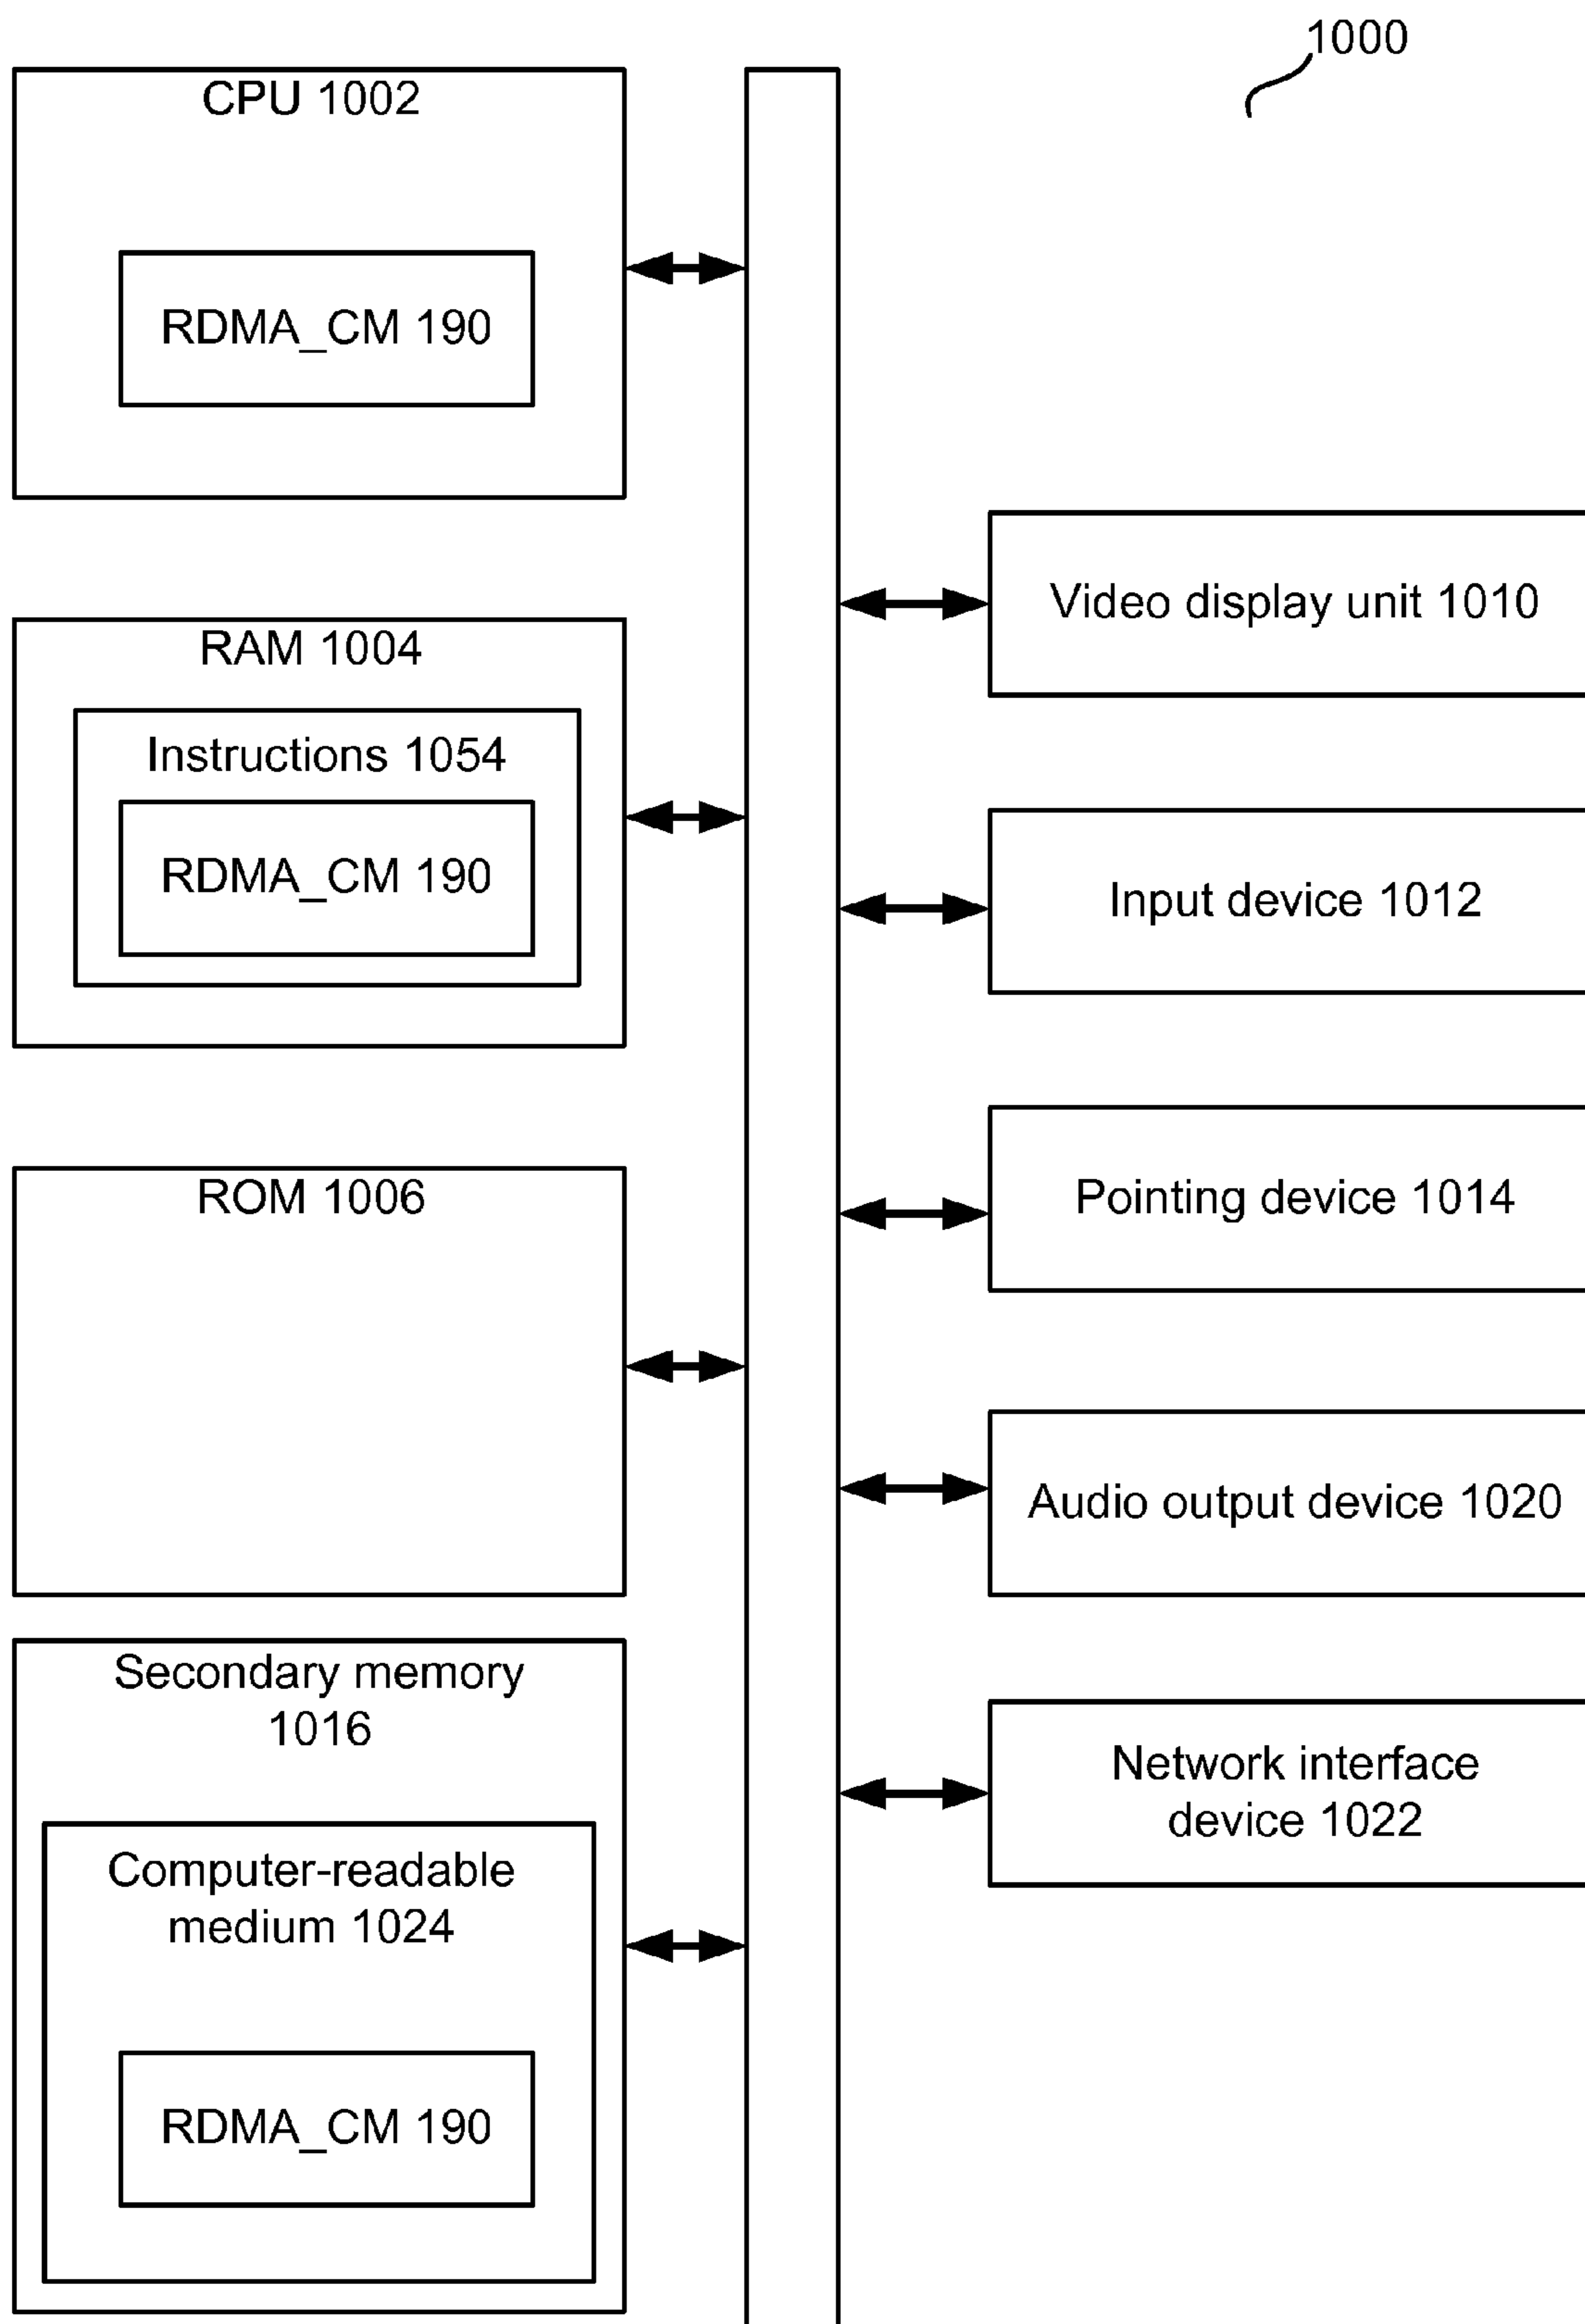 1000
CPU 1002
RDMA_CM 190
RAM 1004
Instructions 1054
RDMA_CM 190
ROM 1006
Secondary memory
1016
Computer-readable
medium 1024
RDMA_CM 190
Video display unit 1010
Input device 1012
Pointing device 1014
Audio output device 1020
Network interface
device 1022